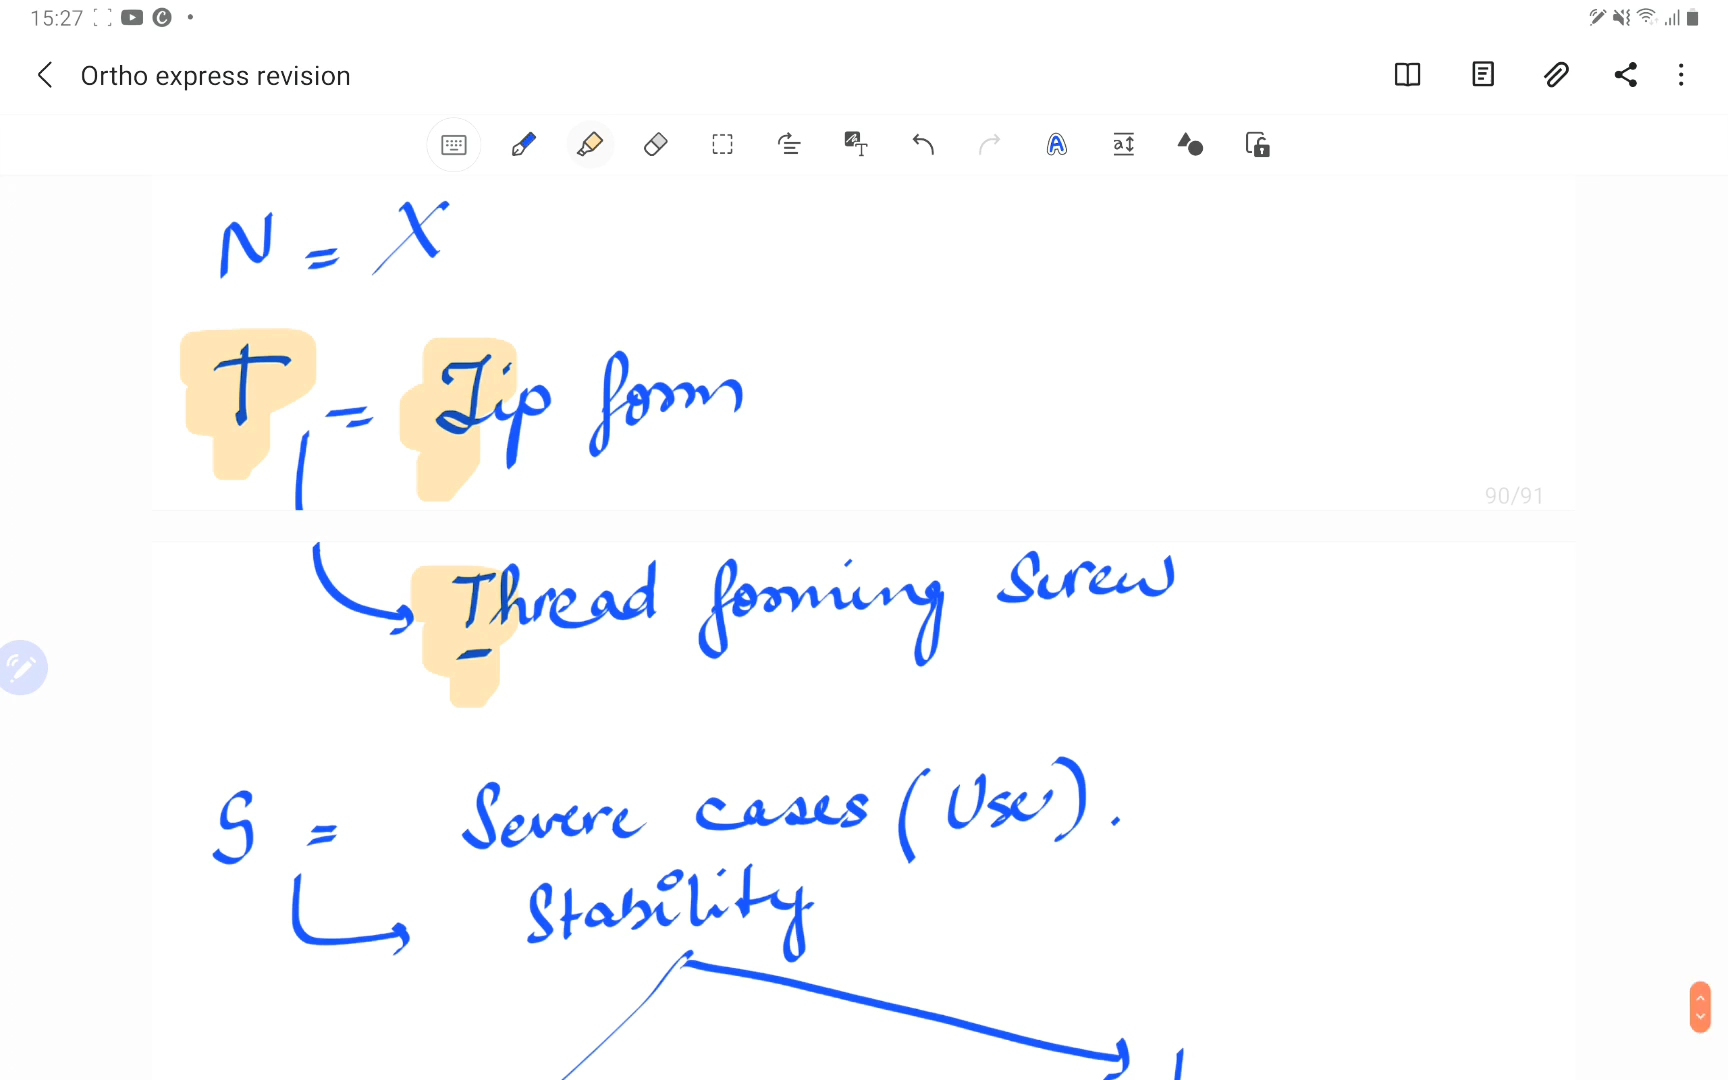 15:27
Ortho express revision
N = X
T = Tip form
90/91
Thread forming Screw
S = Severe cases (Use).
Stability